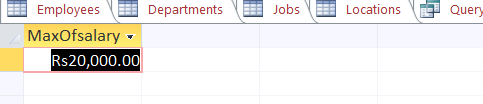 Employees Departments Jobs Locations Query
MaxOfsalary
Rs20,000.00